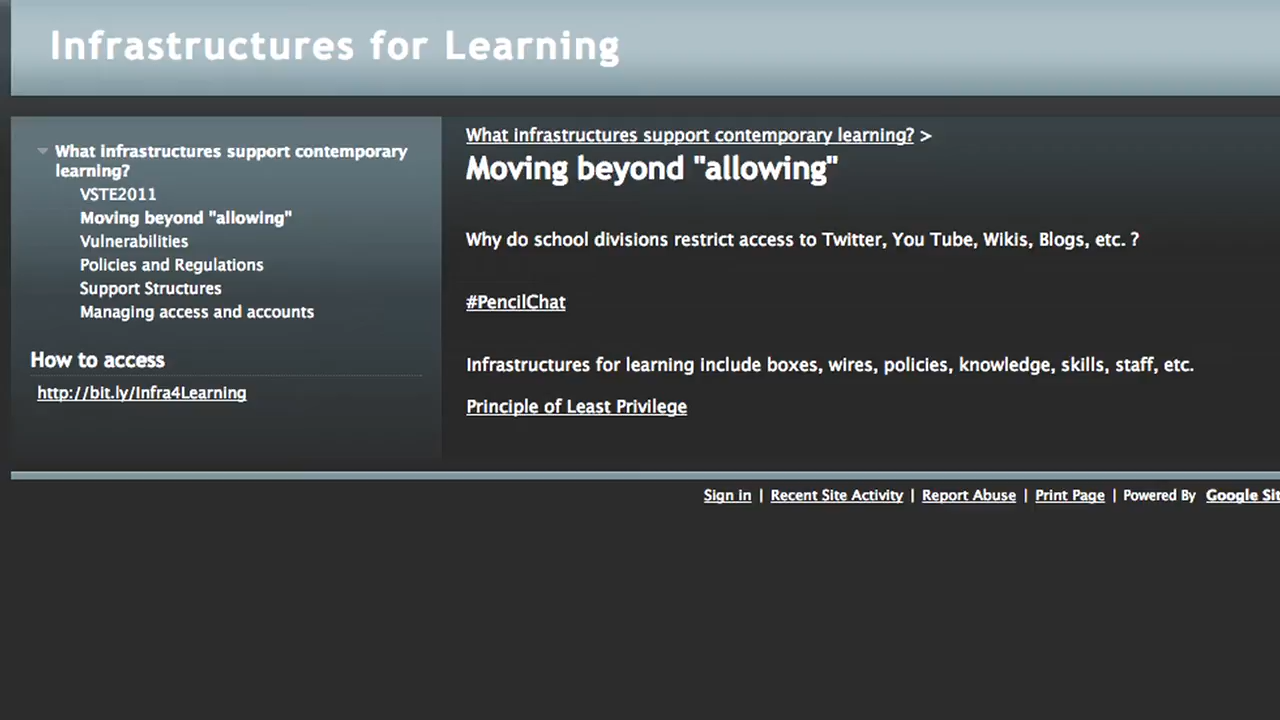 Infrastructures for Learning
What infrastructures support contemporary
learning?
VSTE2011
Moving beyond "allowing"
Vulnerabilities
Policies and Regulations
Support Structures
Managing access and accounts
How to access
http://bit.ly/Infra4Learning
What infrastructures support contemporary learning? >
Moving beyond "allowing"
Why do school divisions restrict access to Twitter, You Tube, Wikis, Blogs, etc. ?
#PencilChat
Infrastructures for learning include boxes, wires, policies, knowledge, skills, staff, etc.
Principle of Least Privilege
Sign in | Recent Site Activity | Report Abuse | Print Page | Powered By Google Sit